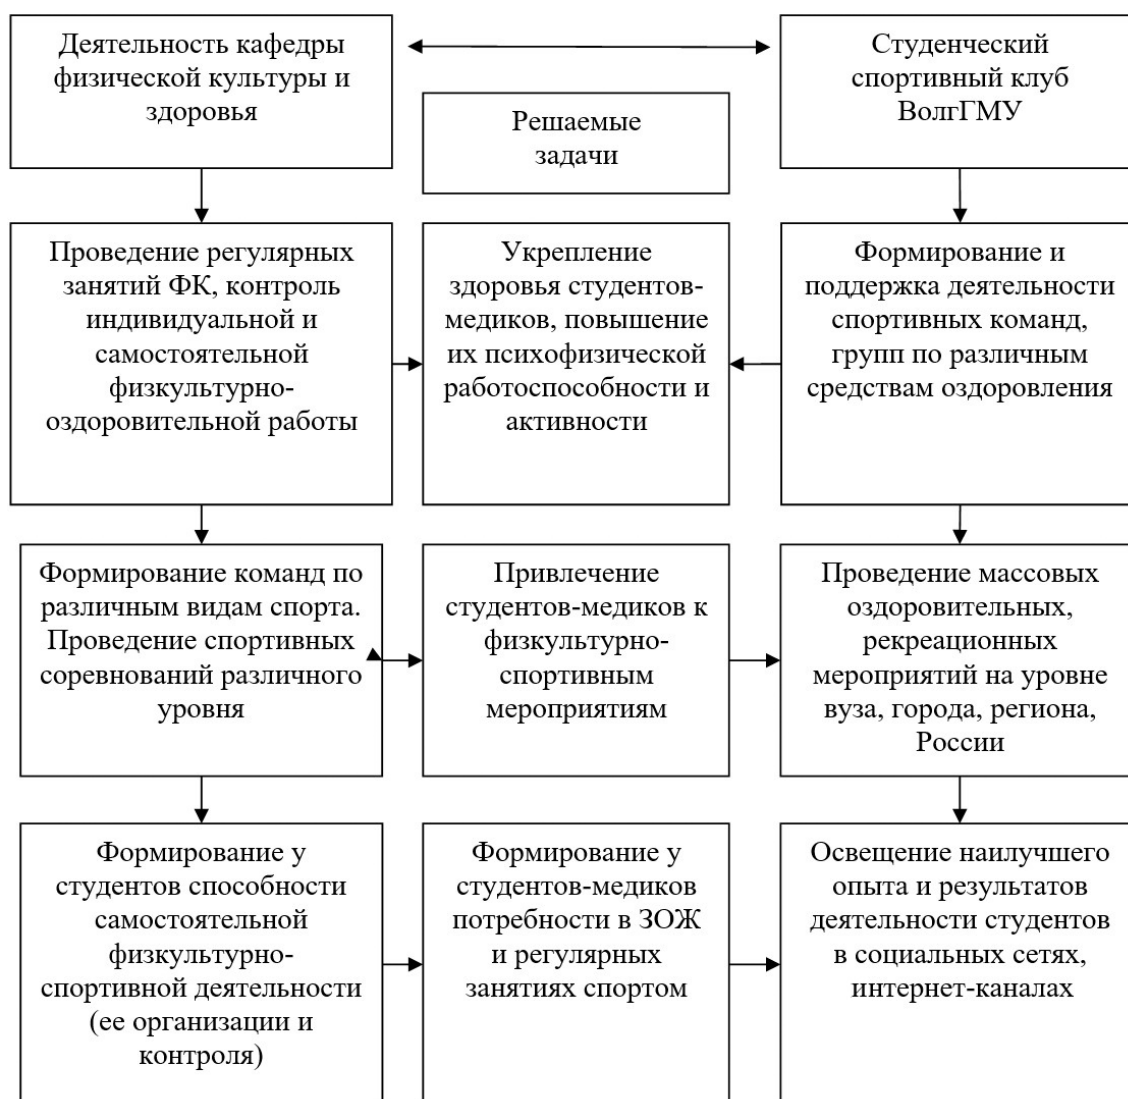 Деятельность кафедры
физической культуры и
здоровья
Решаемые
задачи
Студенческий
спортивный клуб
ВолгГМУ
Проведение регулярных
занятий ФК, контроль
индивидуальной и
самостоятельной
физкультурно-
оздоровительной работы
Укрепление
здоровья студентов-
медиков, повышение
их психофизической
работоспособности и
активности
Формирование и
поддержка деятельности
спортивных команд,
групп по различным
средствам оздоровления
Формирование команд по
различным видам спорта.
Проведение спортивных
соревнований различного
уровня
Привлечение
студентов-медиков к
физкультурно-
спортивным
мероприятиям
Проведение массовых
оздоровительных,
рекреационных
мероприятий на уровне
вуза, города, региона,
России
Формирование у
студентов способности
самостоятельной
физкультурно-
спортивной деятельности
(ее организации и
контроля)
Формирование у
студентов-медиков
потребности в ЗОЖ
и регулярных
занятиях спортом
Освещение наилучшего
опыта и результатов
деятельности студентов
в социальных сетях,
интернет-каналах